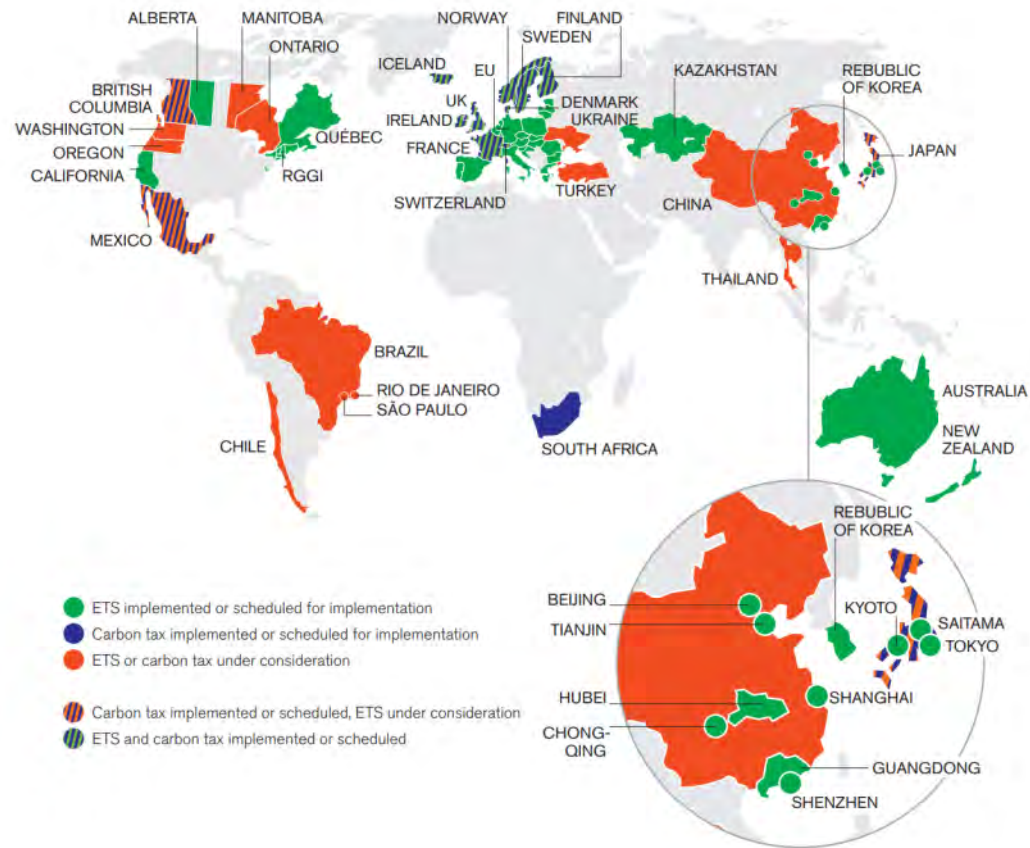 ALBERTA
MANITOBA
ONTARIO
BRITISH
COLUMBIA
WASHINGTON
OREGON
CALIFORNIA
QUÉBEC
RGGI
MEXICO
NORWAY
FINLAND
SWEDEN
ICELAND
EU
UK
IRELAND
DENMARK
UKRAINE
FRANCE
SWITZERLAND
TURKEY
KAZAKHSTAN
REBUBLIC
OF KOREA
JAPAN
CHINA
THAILAND
BRAZIL
RIO DE JANEIRO
SÃO PAULO
CHILE
SOUTH AFRICA
AUSTRALIA
NEW
ZEALAND
REBUBLIC
OF KOREA
BEIJING
TIANJIN
KYOTO
SAITAMA
TOKYO
HUBEI
SHANGHAI
CHONG-
QING
GUANGDONG
SHENZHEN
ETS implemented or scheduled for implementation
Carbon tax implemented or scheduled for implementation
ETS or carbon tax under consideration
Carbon tax implemented or scheduled, ETS under consideration
ETS and carbon tax implemented or scheduled